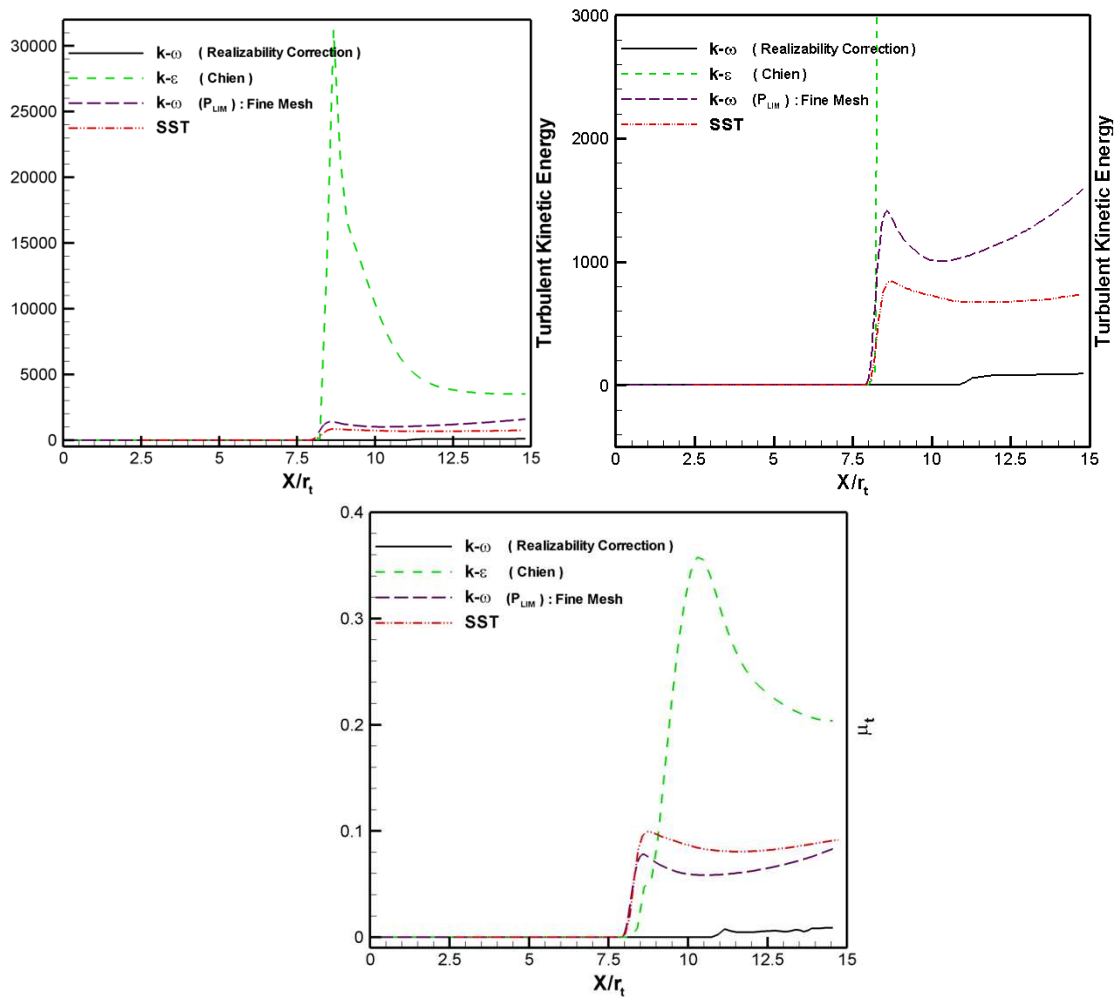 30000
25000
20000
15000
10000
5000
0
k-ω ( Realizability Correction )
k-ε ( Chien )
k-ω (P_LIM) : Fine Mesh
SST
Turbulent Kinetic Energy
0 2.5 5 7.5 10 12.5 15
X/r_t
3000
2000
1000
0
k-ω ( Realizability Correction )
k-ε ( Chien )
k-ω (P_LIM) : Fine Mesh
SST
Turbulent Kinetic Energy
0 2.5 5 7.5 10 12.5 15
X/r_t
0.4
0.3
0.2
0.1
0
k-ω ( Realizability Correction )
k-ε ( Chien )
k-ω (P_LIM) : Fine Mesh
SST
μ_t
0 2.5 5 7.5 10 12.5 15
X/r_t